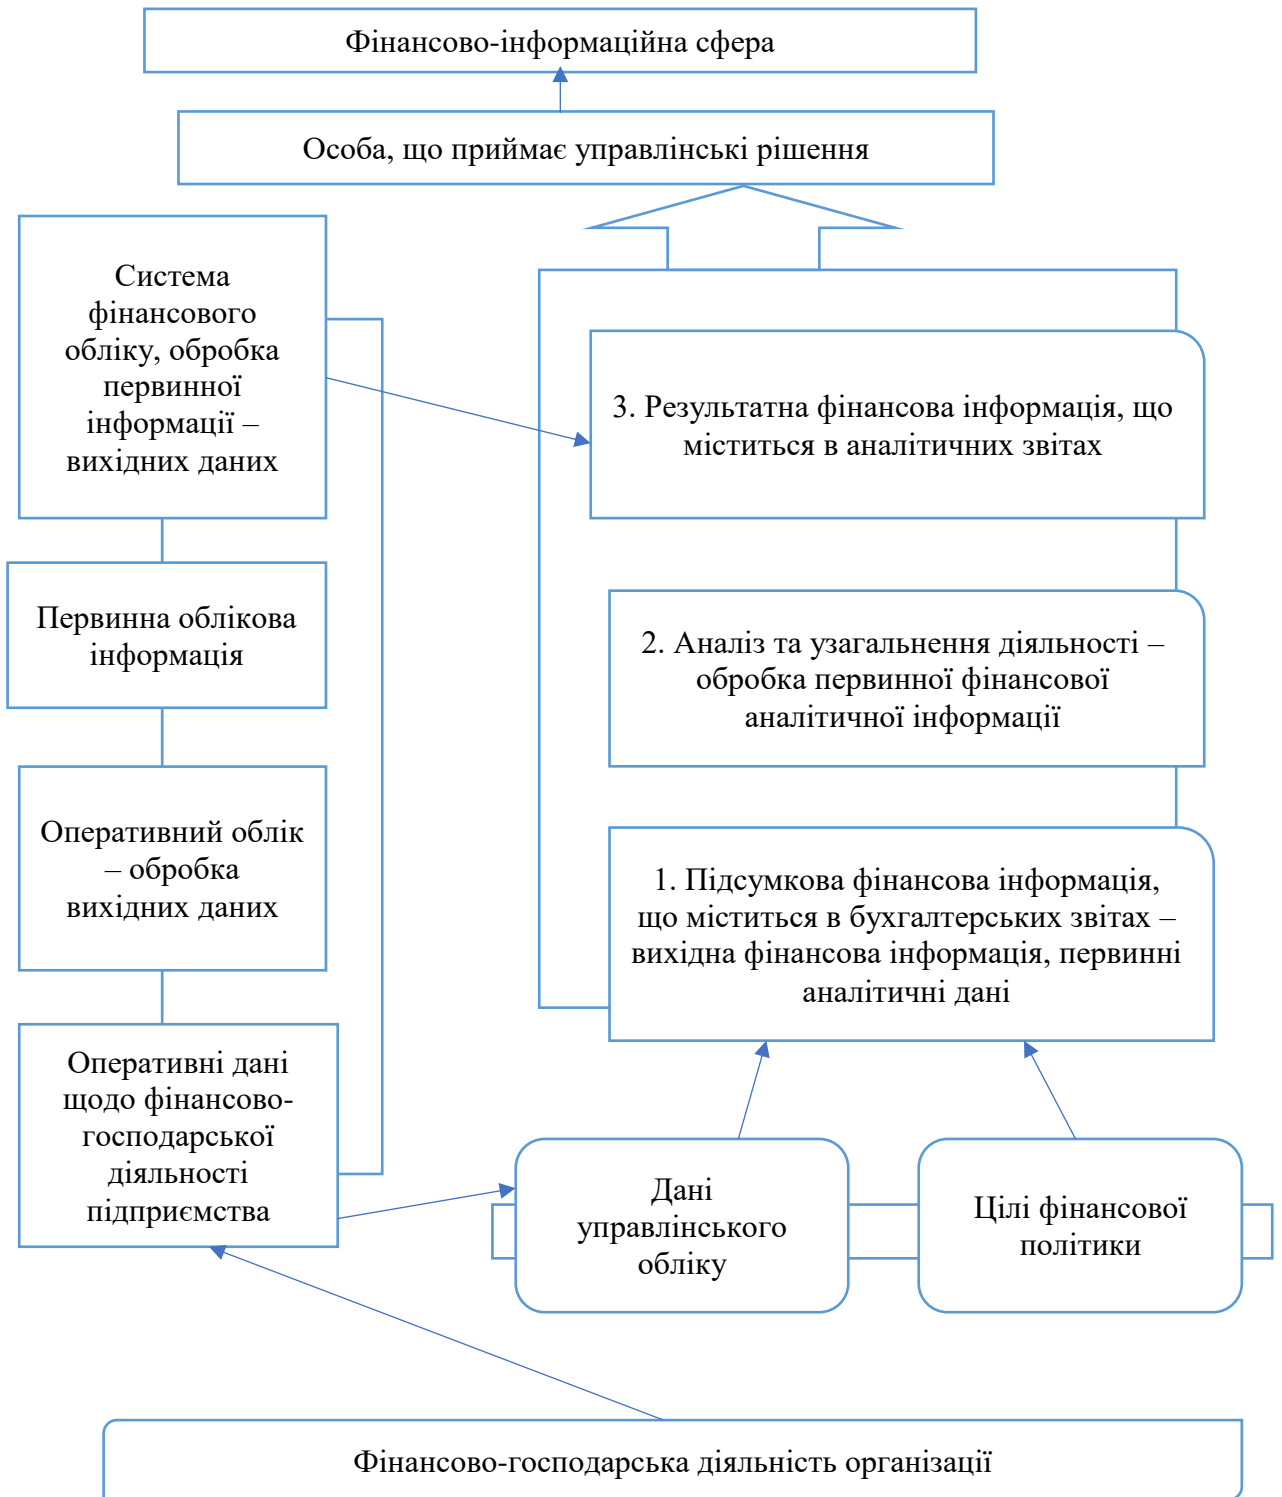 Фінансово-інформаційна сфера
Особа, що приймає управлінські рішення
Система
фінансового
обліку, обробка
первинної
інформації –
вихідних даних
3. Результатна фінансова інформація, що
міститься в аналітичних звітах
Первинна облікова
інформація
2. Аналіз та узагальнення діяльності –
обробка первинної фінансової
аналітичної інформації
Оперативний облік
– обробка
вихідних даних
1. Підсумкова фінансова інформація,
що міститься в бухгалтерських звітах –
вихідна фінансова інформація, первинні
аналітичні дані
Оперативні дані
щодо фінансово-
господарської
діяльності
підприємства
Дані
управлінського
обліку
Цілі фінансової
політики
Фінансово-господарська діяльність організації